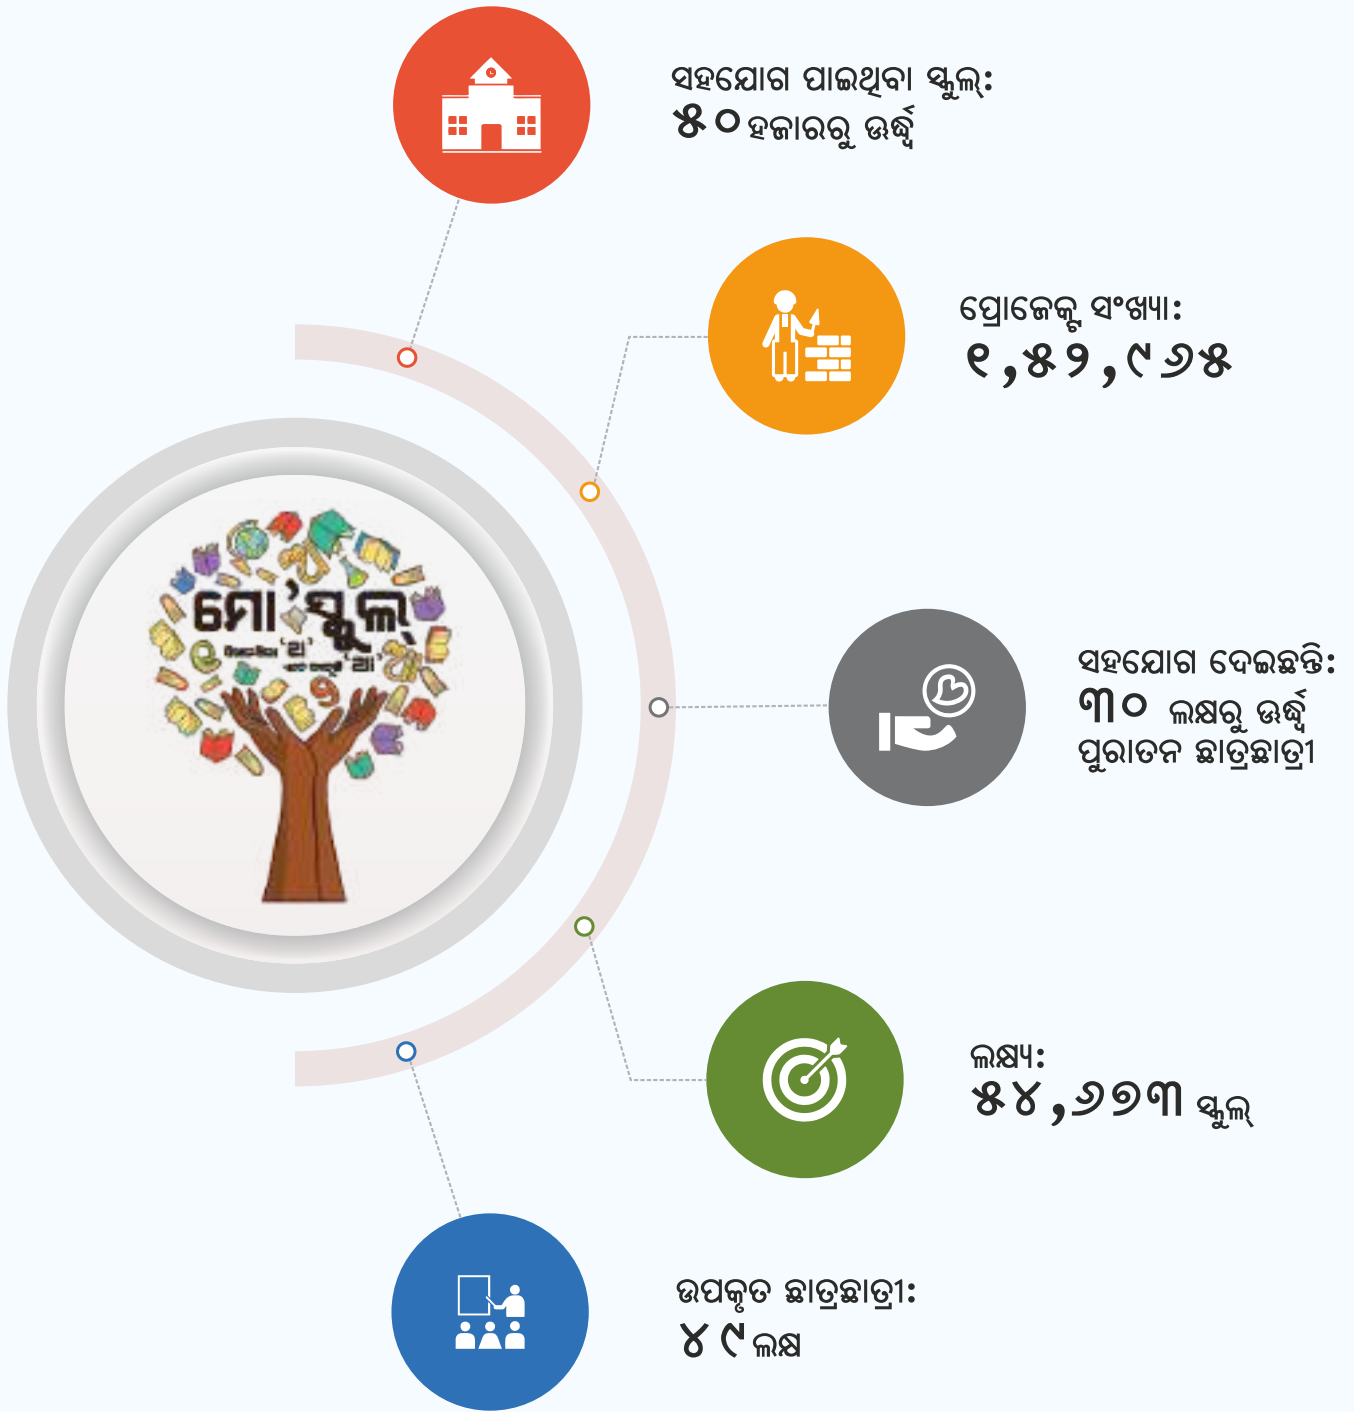 ସହଯୋଗ ପାଇଥିବା ସ୍କୁଲ୍:
୫୦ ହଜାରରୁ ଊର୍ଦ୍ଧ୍ୱ
ପ୍ରୋଜେକ୍ଟ ସଂଖ୍ୟା:
୧,୫୨,୯୬୫
ମୋ'ସ୍କୁଲ୍
ସହଯୋଗ ଦେଇଛନ୍ତି:
୩୦ ଲକ୍ଷରୁ ଊର୍ଦ୍ଧ୍ୱ
ପୁରାତନ ଛାତ୍ରଛାତ୍ରୀ
ଲକ୍ଷ୍ୟ:
୫୪,୬୭୩ ସ୍କୁଲ୍
ଉପକୃତ ଛାତ୍ରଛାତ୍ରୀ:
୪୯ ଲକ୍ଷ